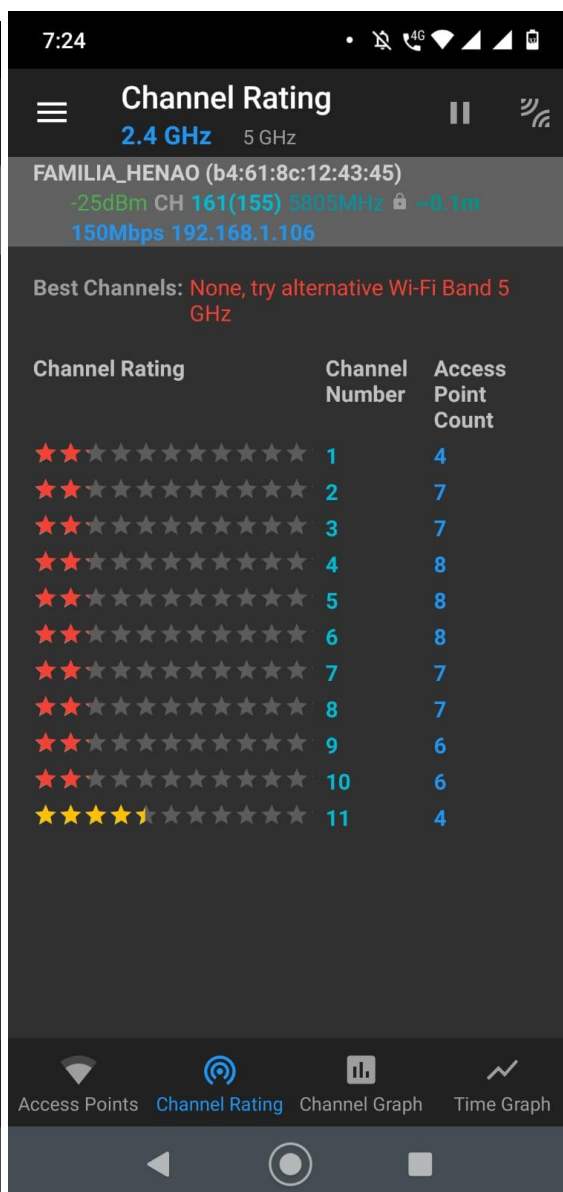 7:24
4G
Channel Rating
2.4 GHz 5 GHz
FAMILIA_HENAO (b4:61:8c:12:43:45)
-25dBm CH 161(155) 5805MHz ~0.1m
150Mbps 192.168.1.106
Best Channels: None, try alternative Wi-Fi Band 5
GHz
Channel Rating Channel Access
Number Point
Count
1 4
2 7
3 7
4 8
5 8
6 8
7 7
8 7
9 6
10 6
11 4
Access Points Channel Rating Channel Graph Time Graph